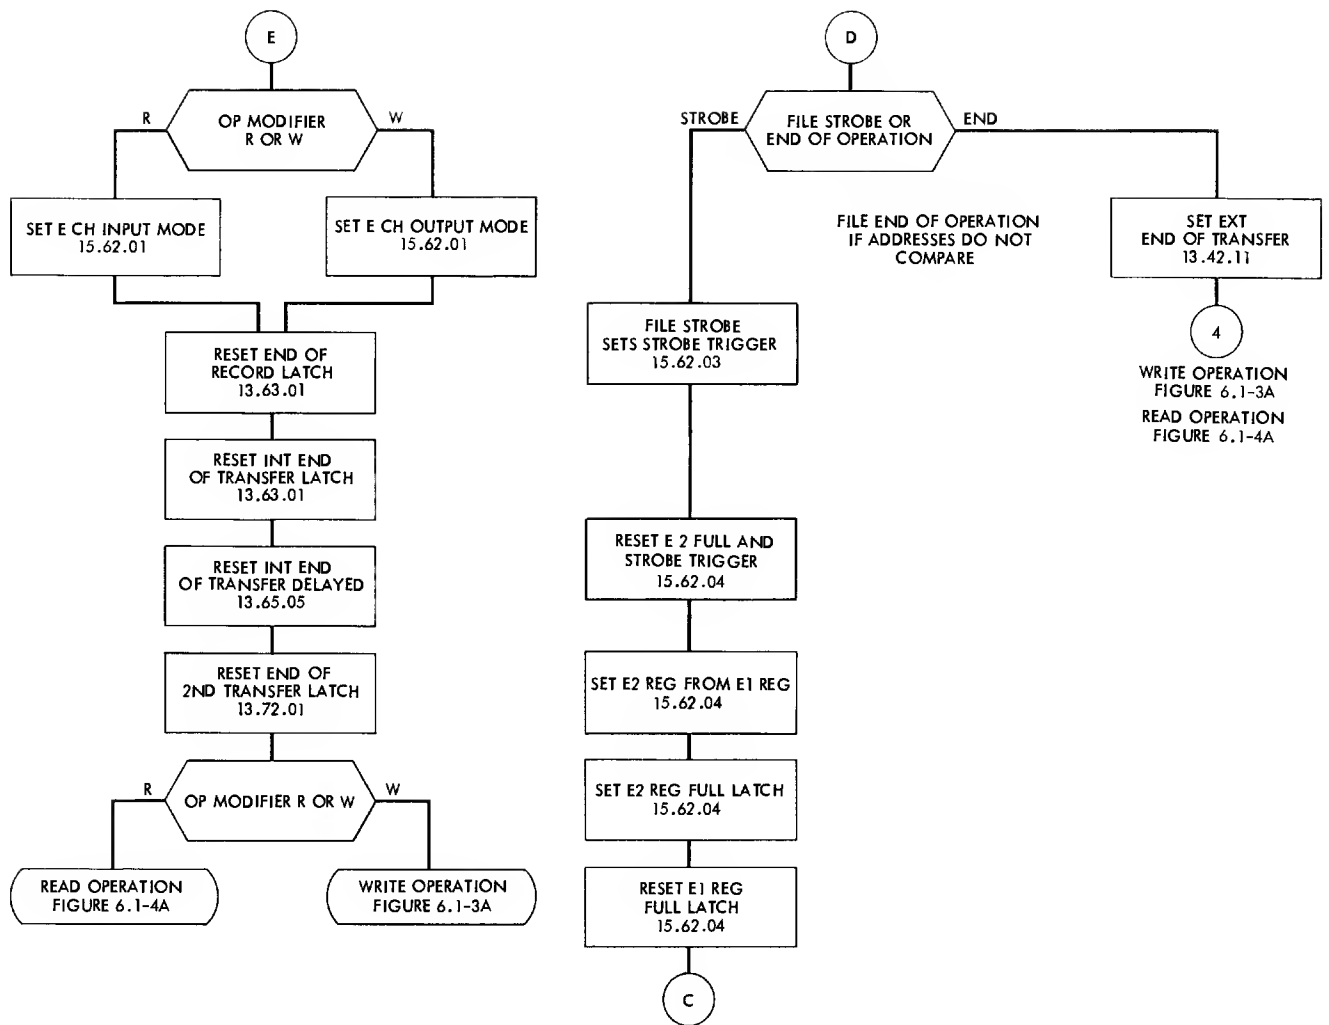 E
OP MODIFIER
R OR W
R
W
SET E CH INPUT MODE
15.62.01
SET E CH OUTPUT MODE
15.62.01
RESET END OF
RECORD LATCH
13.63.01
RESET INT END
OF TRANSFER LATCH
13.63.01
RESET INT END
OF TRANSFER DELAYED
13.65.05
RESET END OF
2ND TRANSFER LATCH
13.72.01
R
OP MODIFIER R OR W
W
READ OPERATION
FIGURE 6.1-4A
WRITE OPERATION
FIGURE 6.1-3A
D
STROBE
FILE STROBE OR
END OF OPERATION
END
FILE END OF OPERATION
IF ADDRESSES DO NOT
COMPARE
SET EXT
END OF TRANSFER
13.42.11
4
WRITE OPERATION
FIGURE 6.1-3A
READ OPERATION
FIGURE 6.1-4A
FILE STROBE
SETS STROBE TRIGGER
15.62.03
RESET E 2 FULL AND
STROBE TRIGGER
15.62.04
SET E2 REG FROM E1 REG
15.62.04
SET E2 REG FULL LATCH
15.62.04
RESET E1 REG
FULL LATCH
15.62.04
C